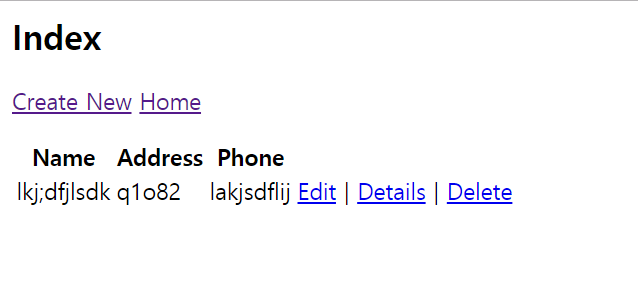 Index
Create New Home
Name Address Phone
lkj;dfjlsdk q1o82 lakjsdflij Edit | Details | Delete